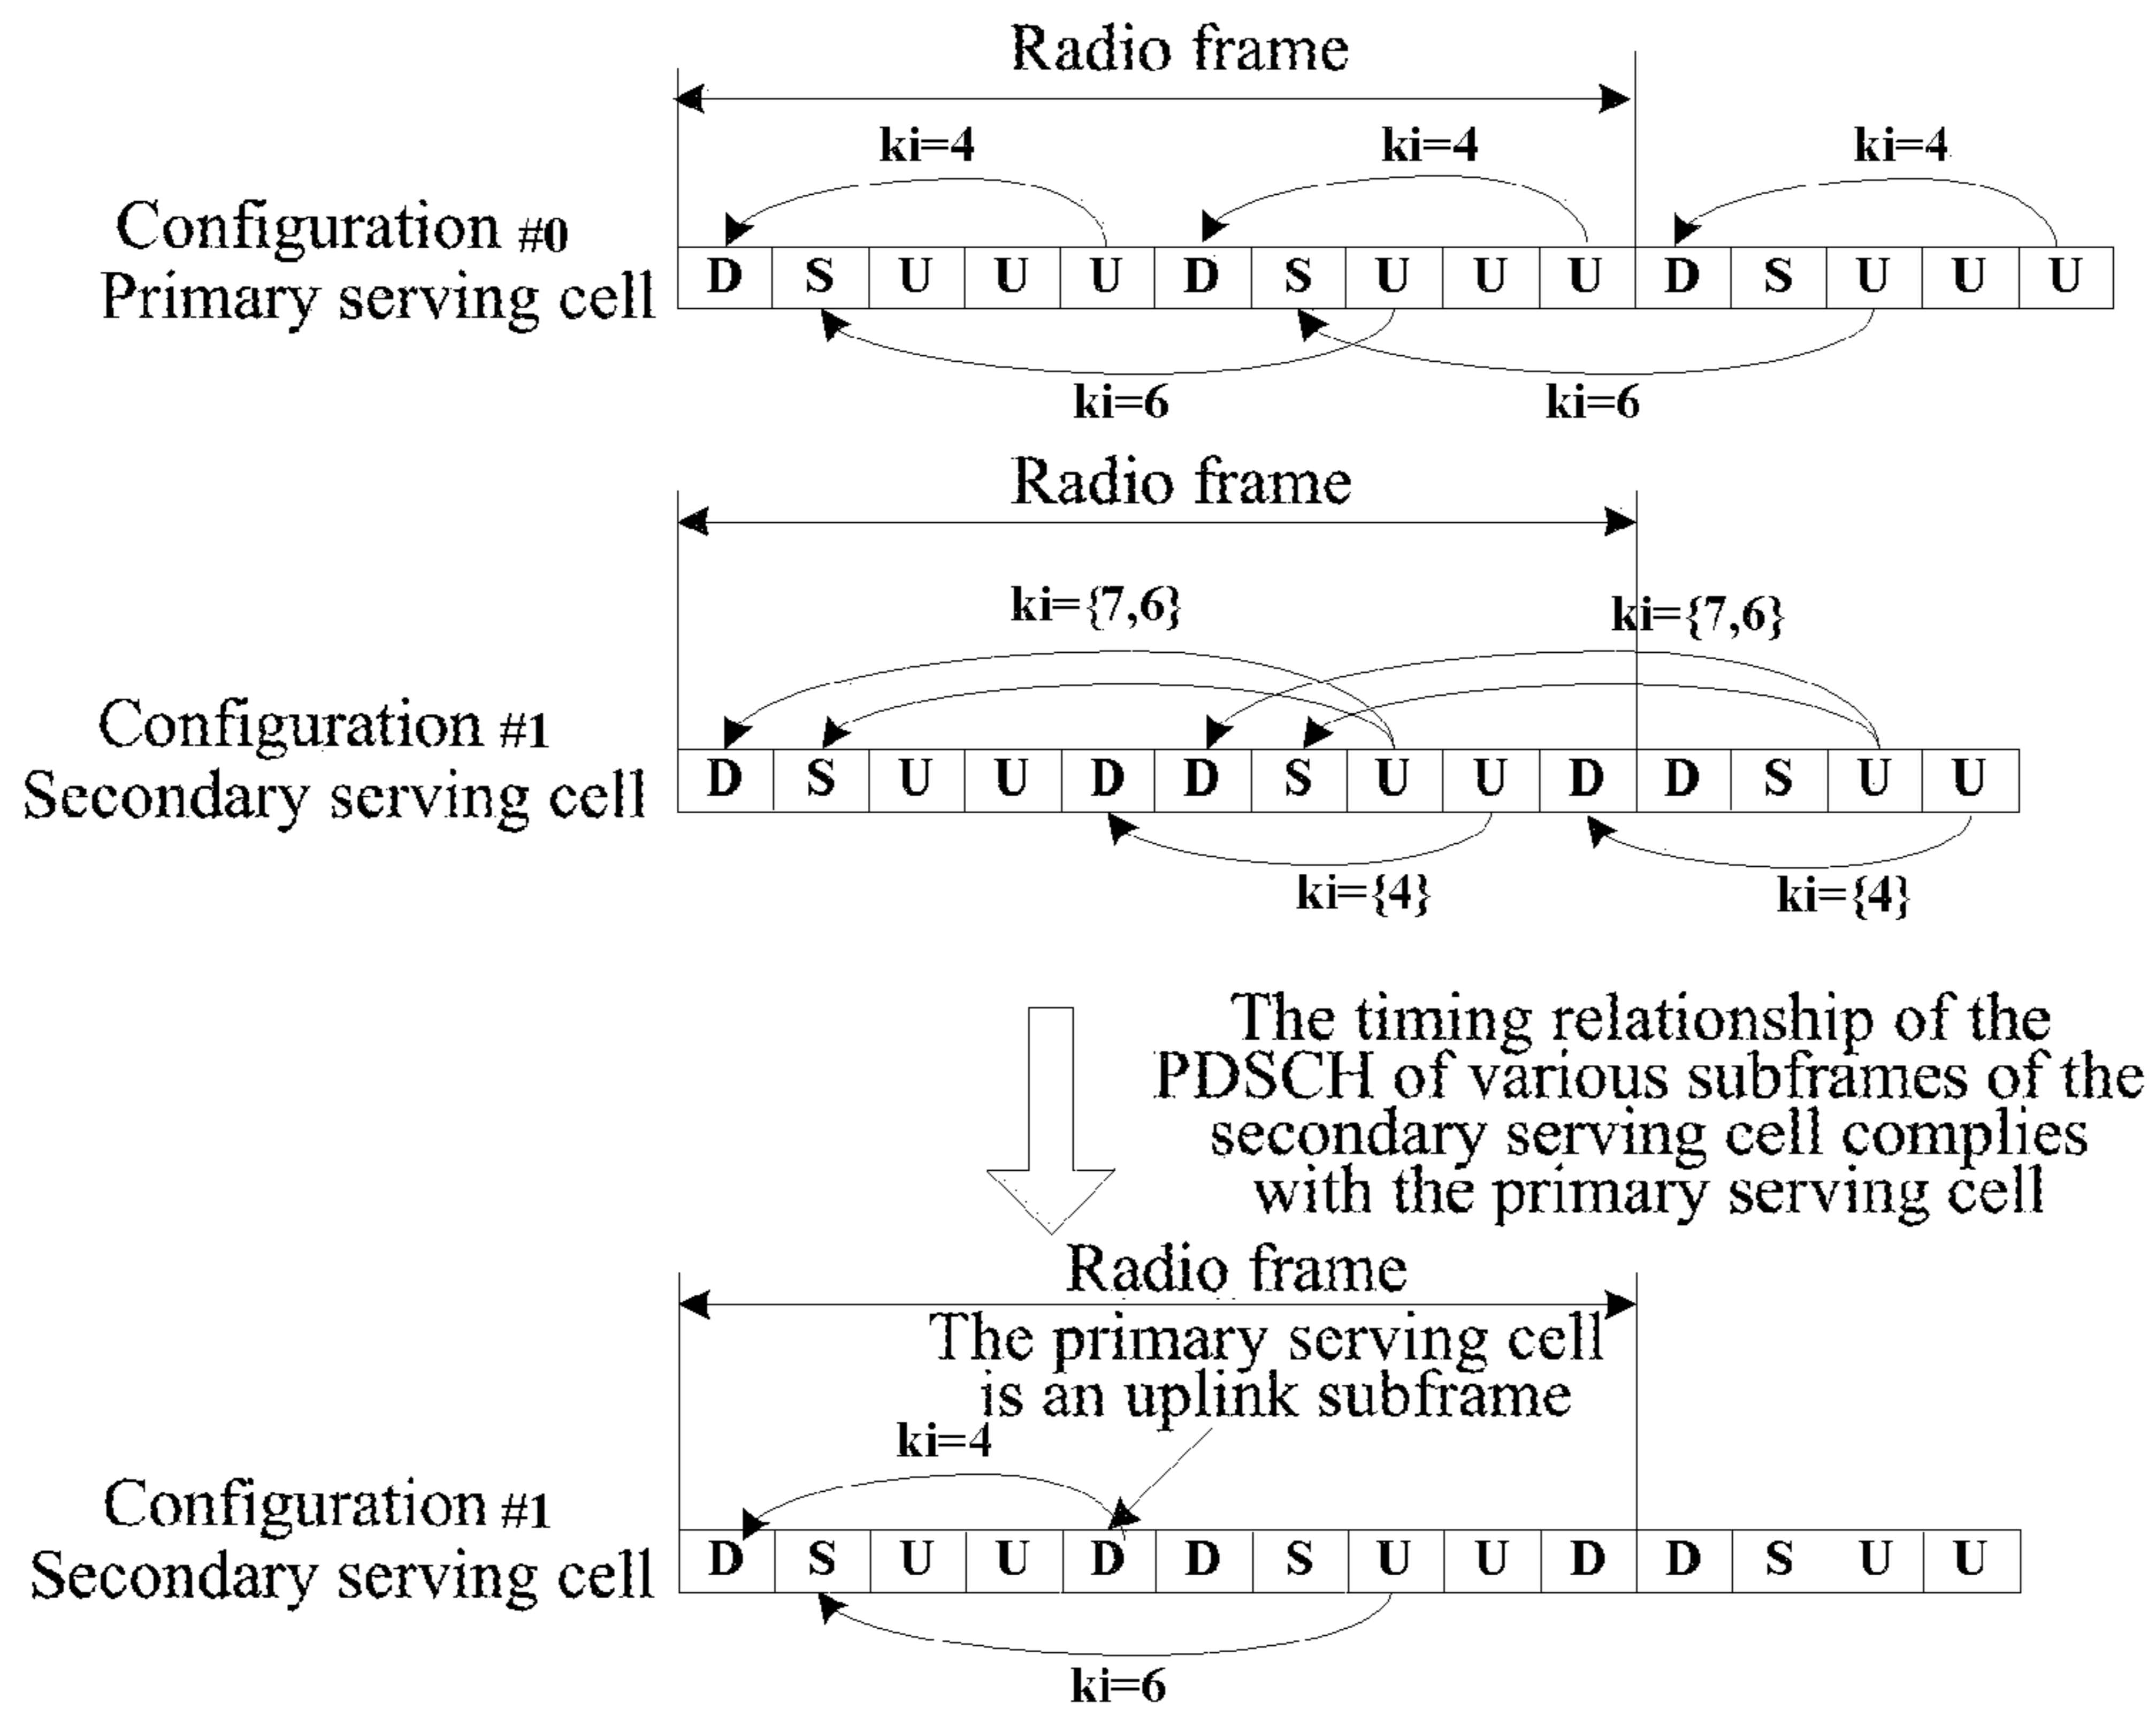 Radio frame
ki=4 ki=4 ki=4
Configuration #0
Primary serving cell
D S U U U D S U U U D S U U U
ki=6 ki=6
Radio frame
ki={7,6} ki={7,6}
Configuration #1
Secondary serving cell
D S U U D D S U U D D S U U
ki={4} ki={4}
The timing relationship of the
PDSCH of various subframes of the
secondary serving cell complies
with the primary serving cell
Radio frame
The primary serving cell
is an uplink subframe
ki=4
Configuration #1
Secondary serving cell
D S U U D D S U U D D S U U
ki=6